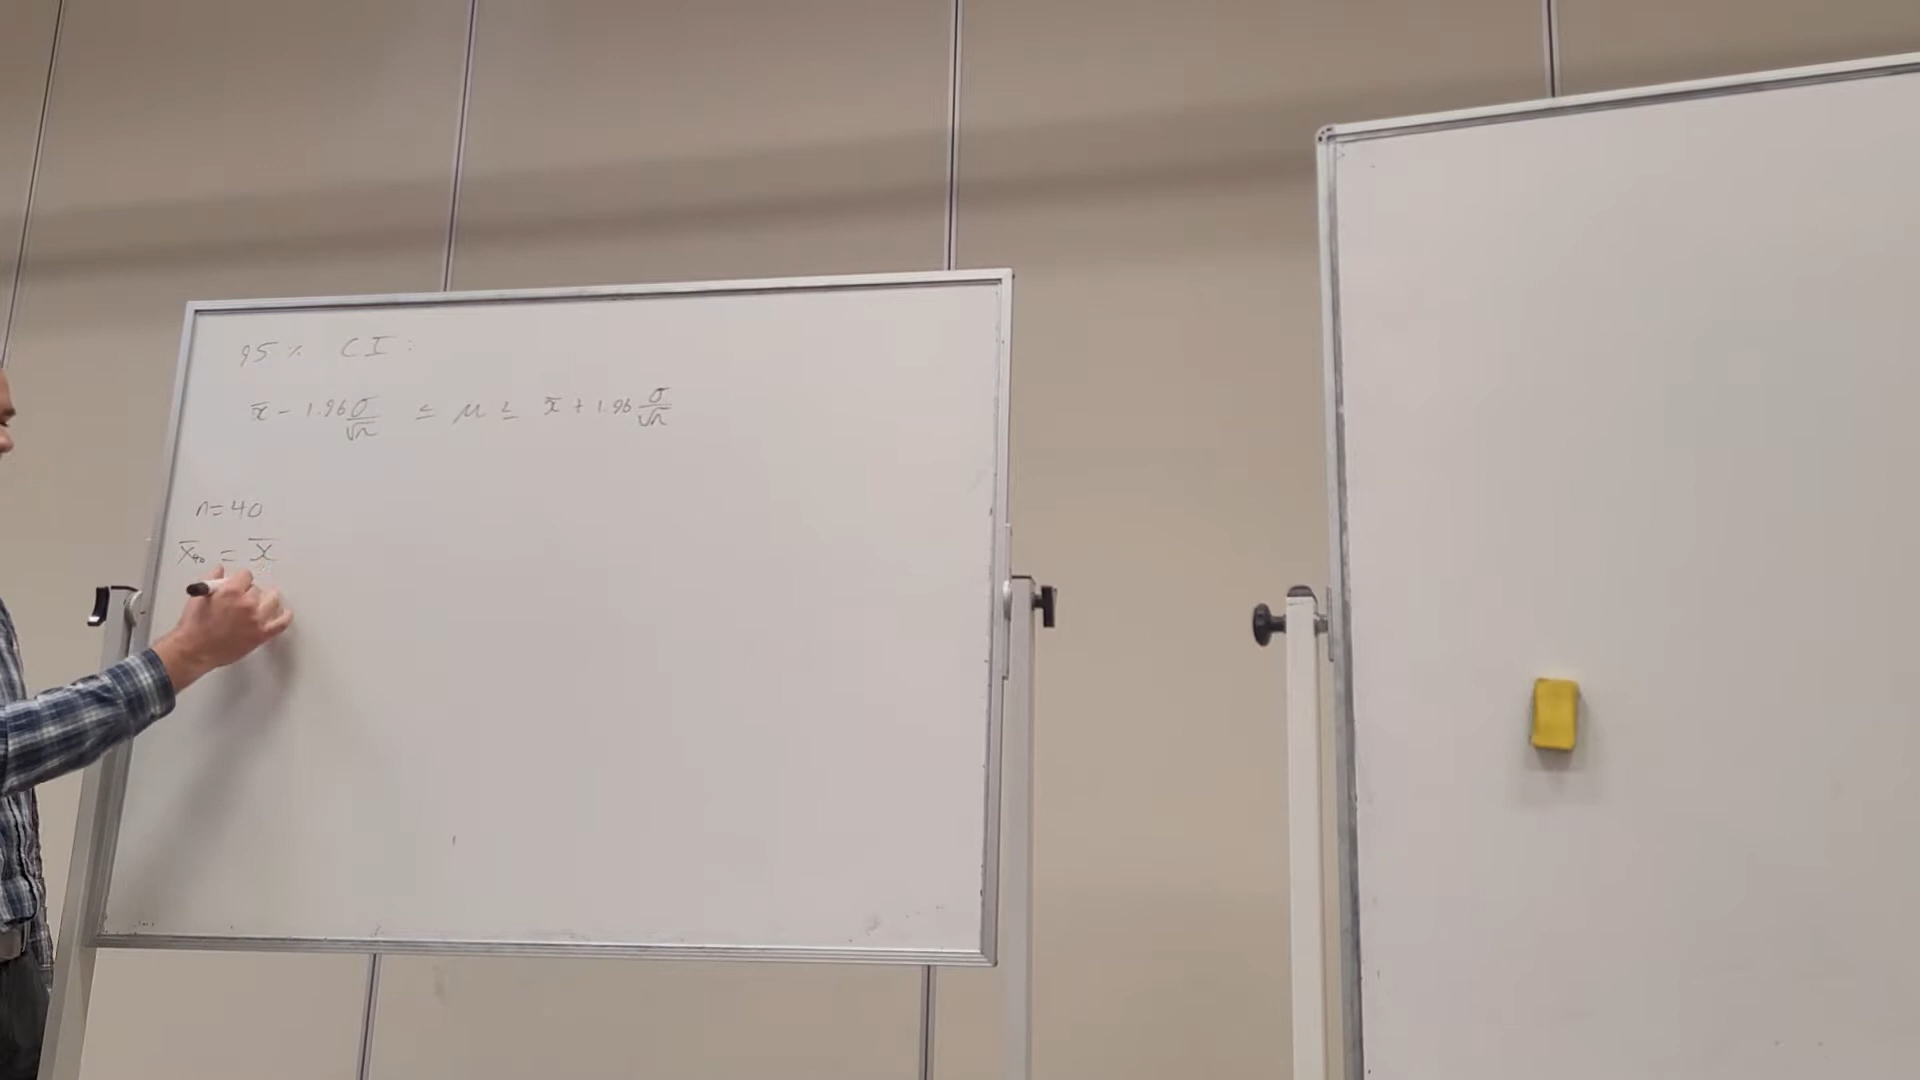 95% CI:
x̄ - 1.96 σ/√n ≤ μ ≤ x̄ + 1.96 σ/√n
n=40
x̄₄₀ = x̄